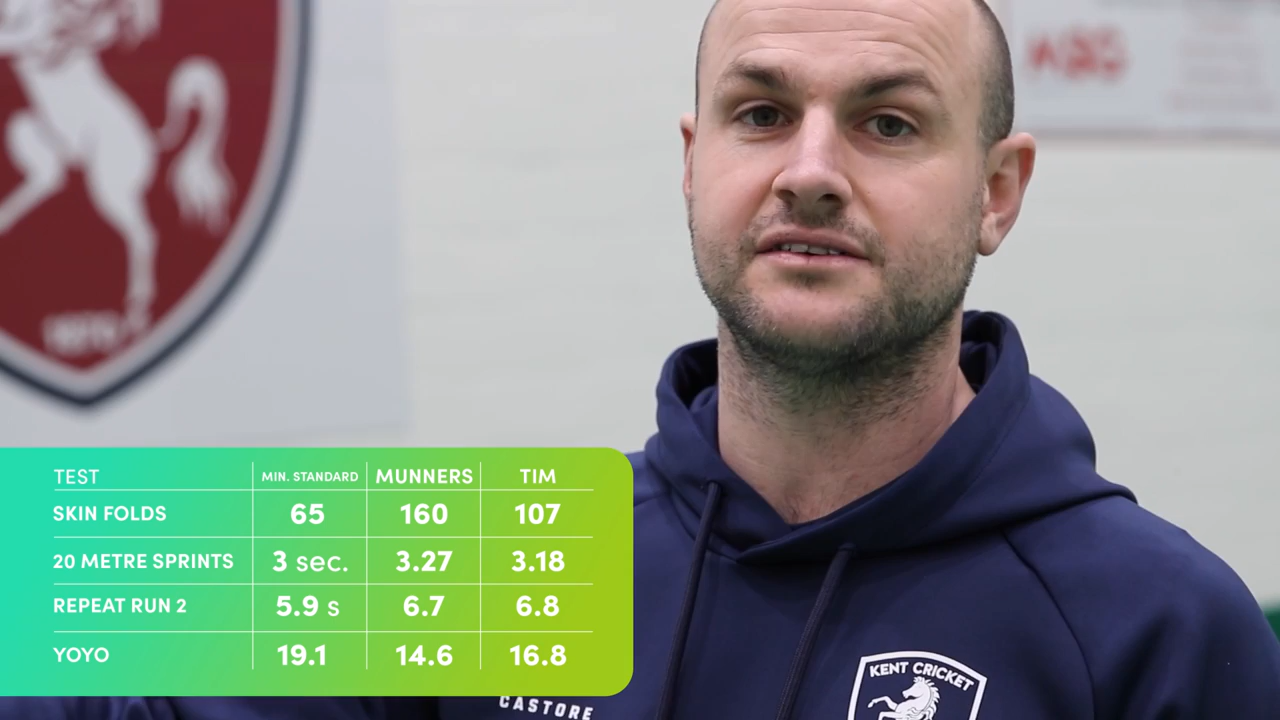 TEST MIN. STANDARD MUNNERS TIM
SKIN FOLDS 65 160 107
20 METRE SPRINTS 3 sec. 3.27 3.18
REPEAT RUN 2 5.9 s 6.7 6.8
YOYO 19.1 14.6 16.8
KENT CRICKET
CASTORE